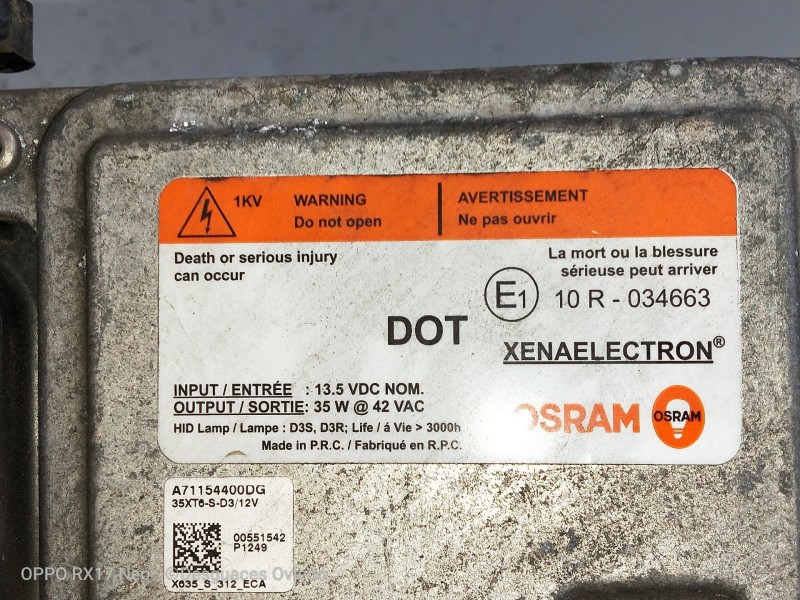 1KV WARNING AVERTISSEMENT
Do not open Ne pas ouvrir
Death or serious injury
can occur
La mort ou la blessure
sérieuse peut arriver
E1 10 R - 034663
DOT
XENAELECTRON®
INPUT / ENTRÉE : 13.5 VDC NOM.
OUTPUT / SORTIE: 35 W @ 42 VAC
HID Lamp / Lampe : D3S, D3R; Life / á Vie > 3000h
Made in P.R.C. / Fabriqué en R.P.C.
OSRAM OSRAM
A71154400DG
35XT6-S-D3/12V
00551542
P1249
X635_S_312_ECA
OPPO RX17 Neo